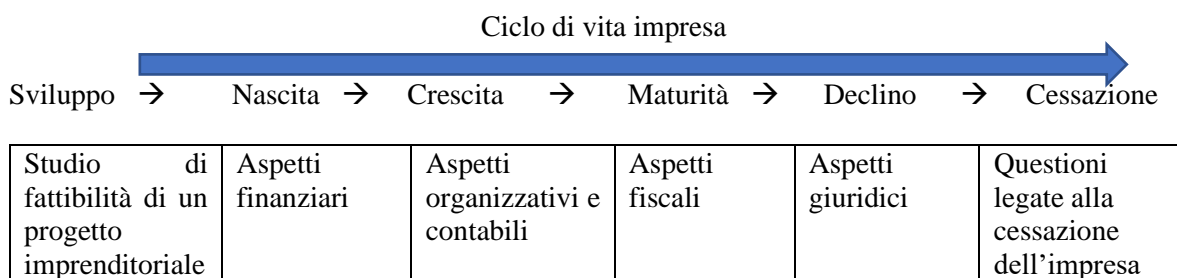 Ciclo di vita impresa
Sviluppo → Nascita → Crescita → Maturità → Declino → Cessazione
Studio di
fattibilità di un
progetto
imprenditoriale
Aspetti
finanziari
Aspetti
organizzativi e
contabili
Aspetti
fiscali
Aspetti
giuridici
Questioni
legate alla
cessazione
dell’impresa